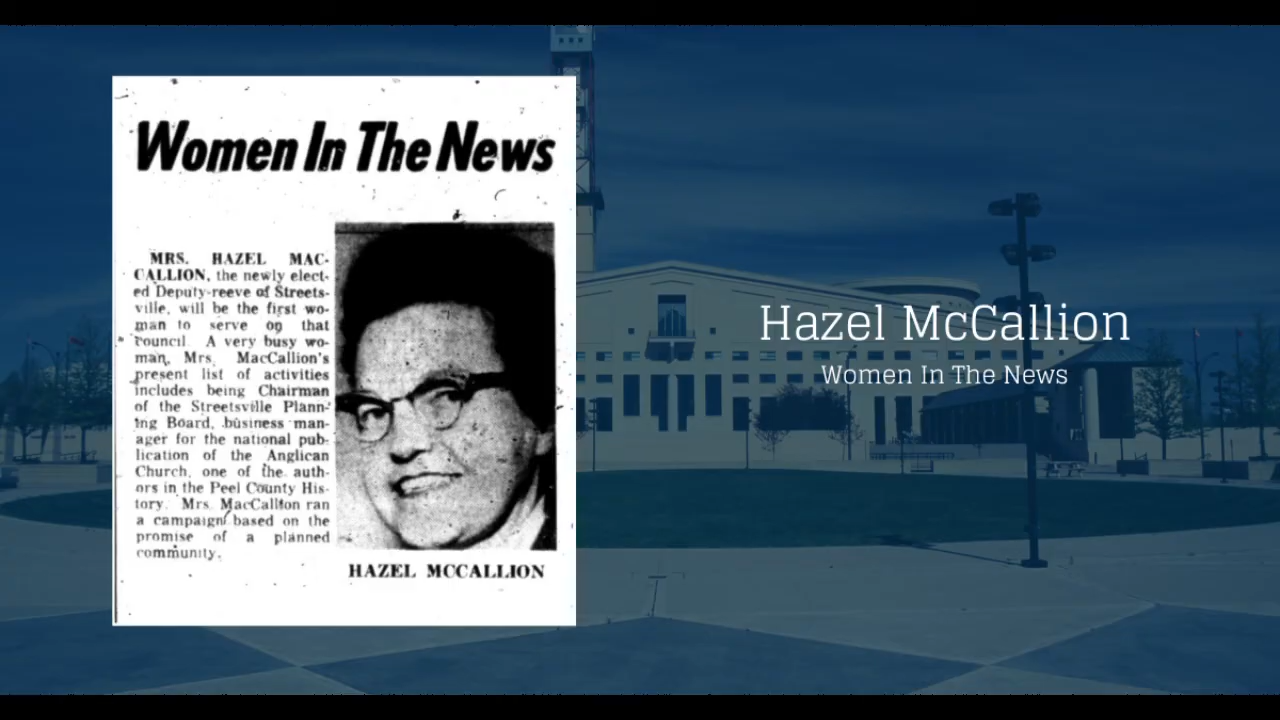 Women In The News
MRS. HAZEL MAC-
CALLION, the newly elect-
ed Deputy-reeve of Streets-
ville, will be the first wo-
man to serve on that
council. A very busy wo-
man, Mrs. MacCallion's
present list of activities
includes being Chairman
of the Streetsville Plann-
ing Board, business man-
ager for the national pub-
lication of the Anglican
Church, one of the auth-
ors in the Peel County His-
tory. Mrs. MacCallion ran
a campaign based on the
promise of a planned
community.
HAZEL MCCALLION
Hazel McCallion
Women In The News